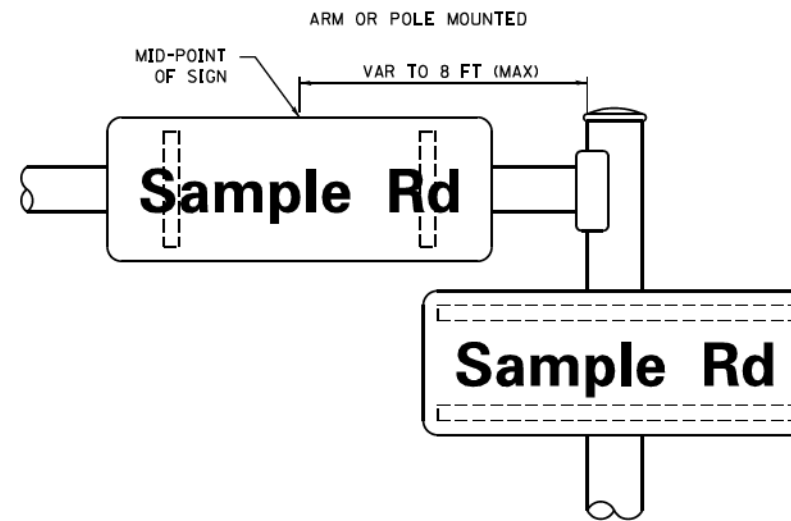 ARM OR POLE MOUNTED
MID-POINT
OF SIGN
VAR TO 8 FT (MAX)
Sample Rd
Sample Rd